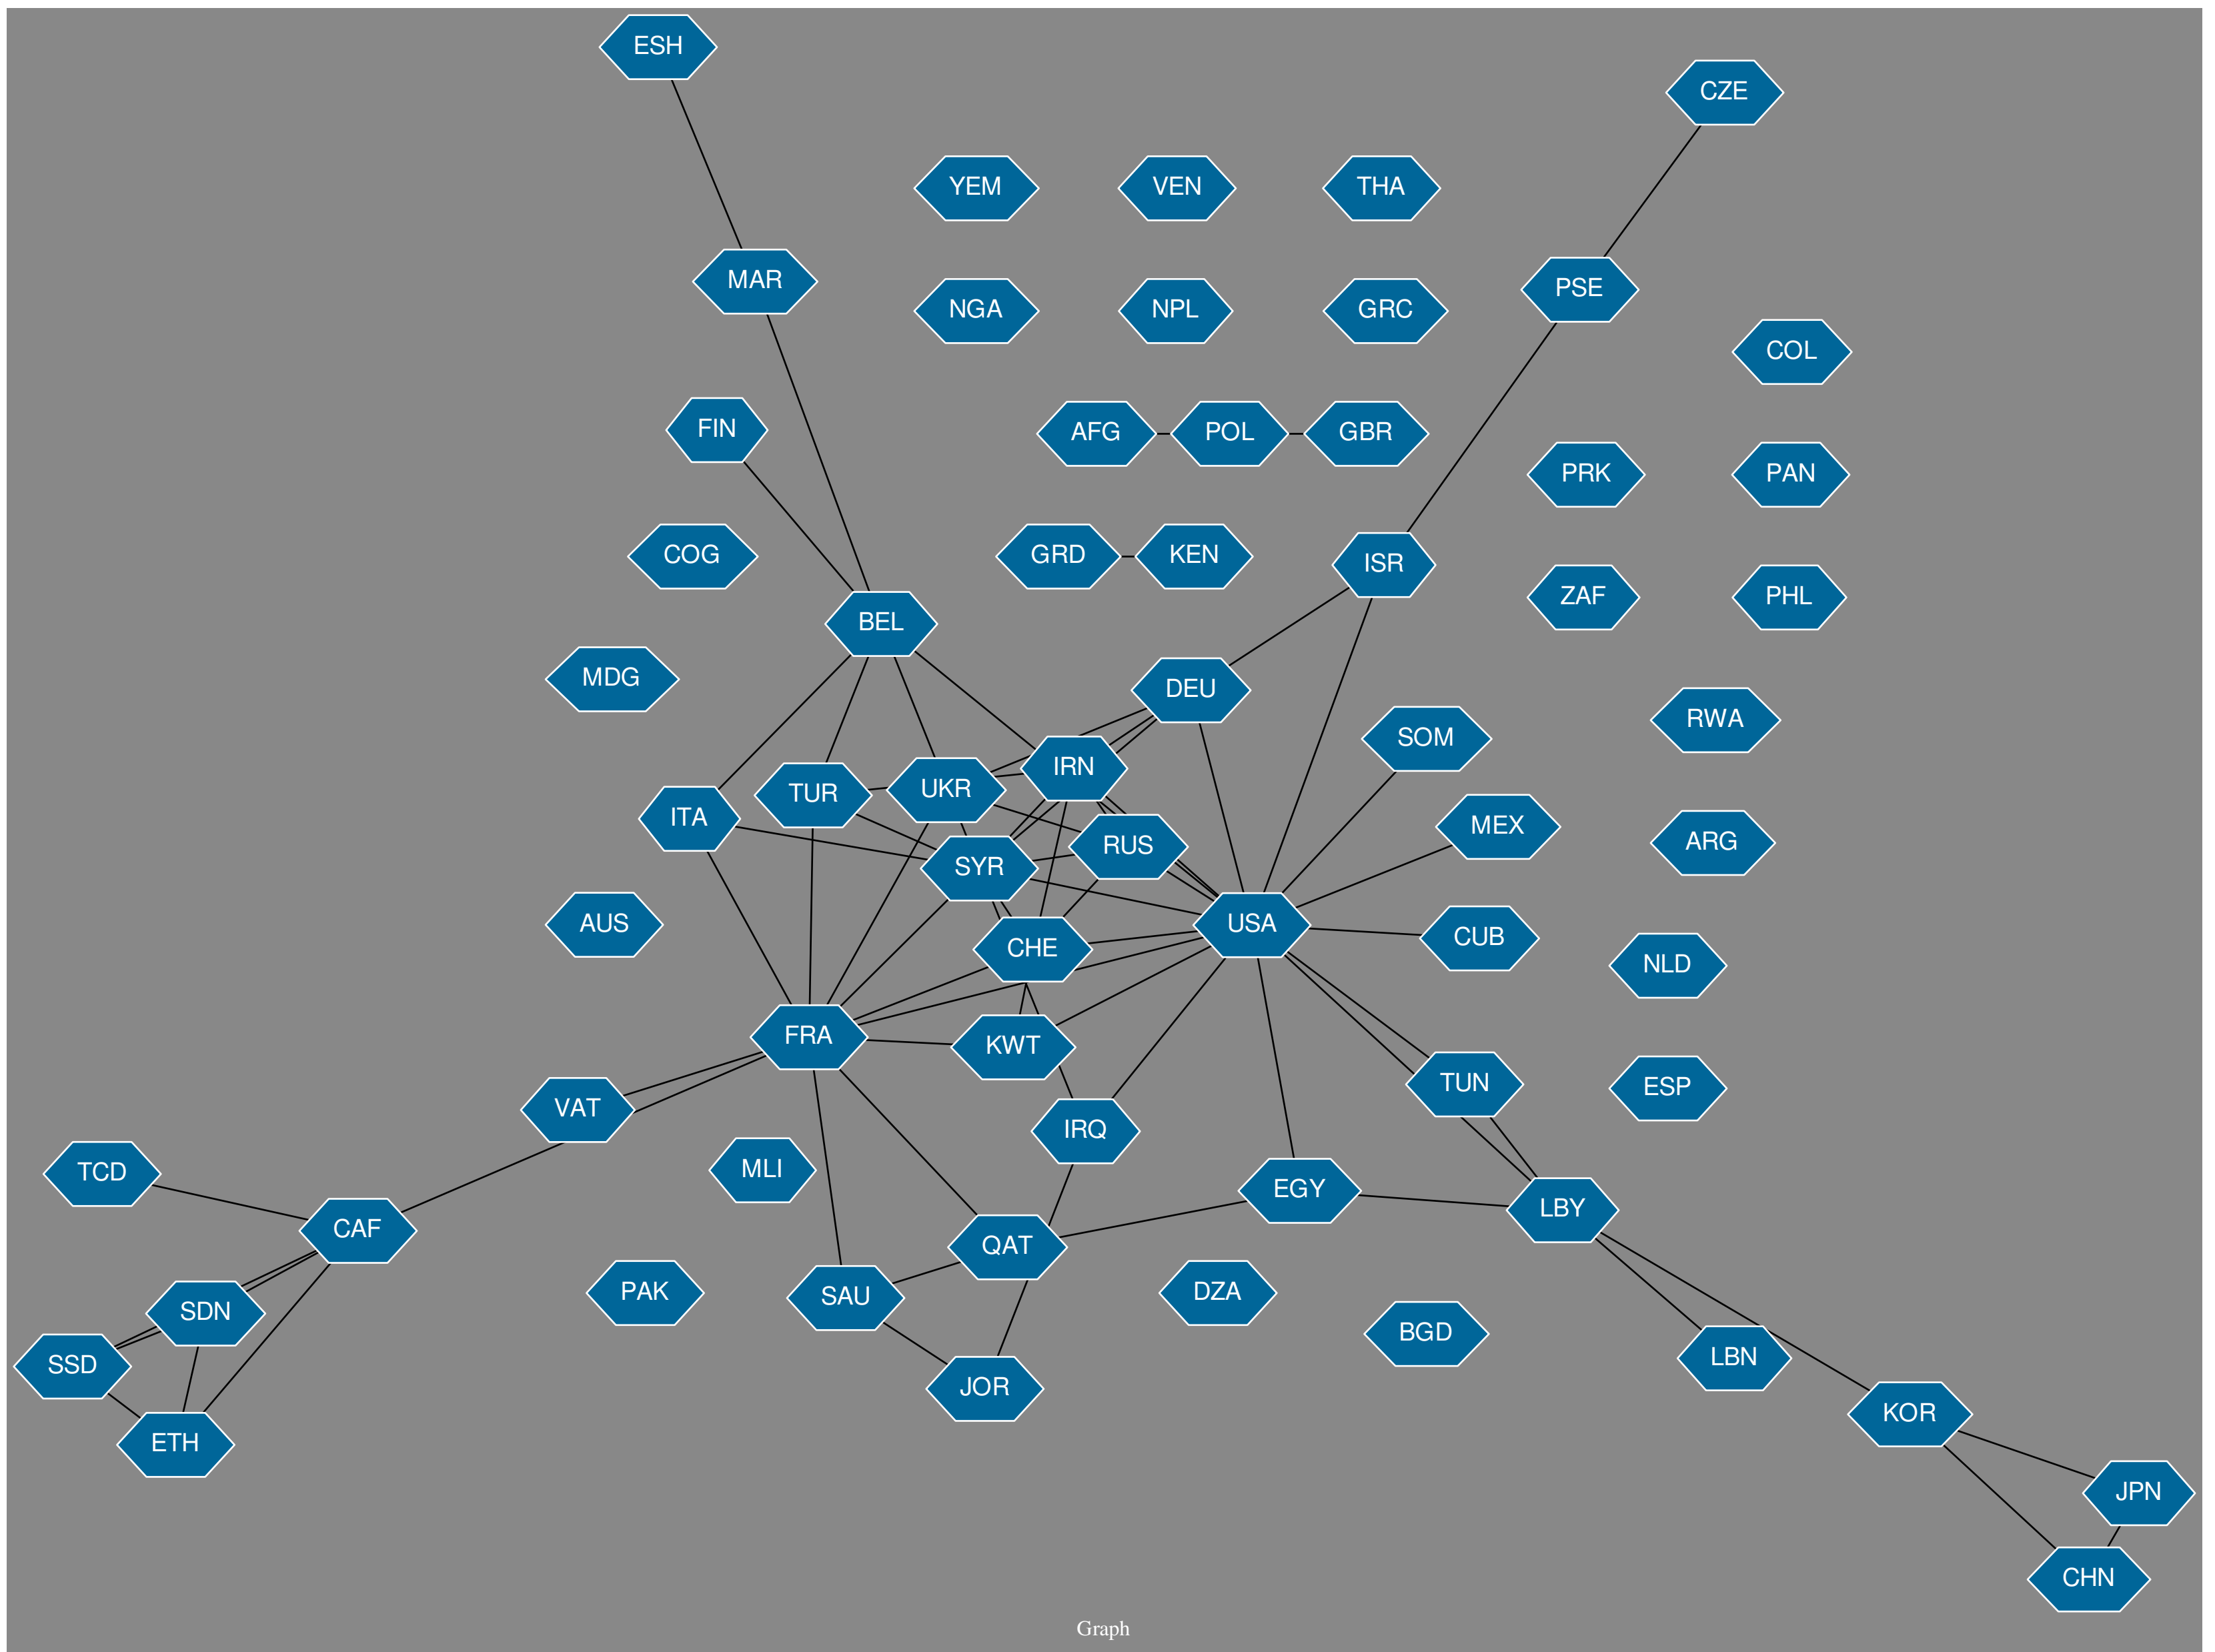 ESH
CZE
YEM
VEN
THA
MAR
PSE
NGA
NPL
GRC
COL
FIN
AFG
POL
GBR
PRK
PAN
COG
GRD
KEN
ISR
ZAF
PHL
BEL
MDG
DEU
RWA
SOM
IRN
UKR
TUR
ITA
MEX
RUS
ARG
SYR
AUS
USA
CUB
CHE
NLD
FRA
KWT
TUN
ESP
VAT
IRQ
MLI
TCD
EGY
LBY
CAF
QAT
PAK
SAU
DZA
SDN
BGD
SSD
LBN
JOR
KOR
ETH
JPN
CHN
Graph